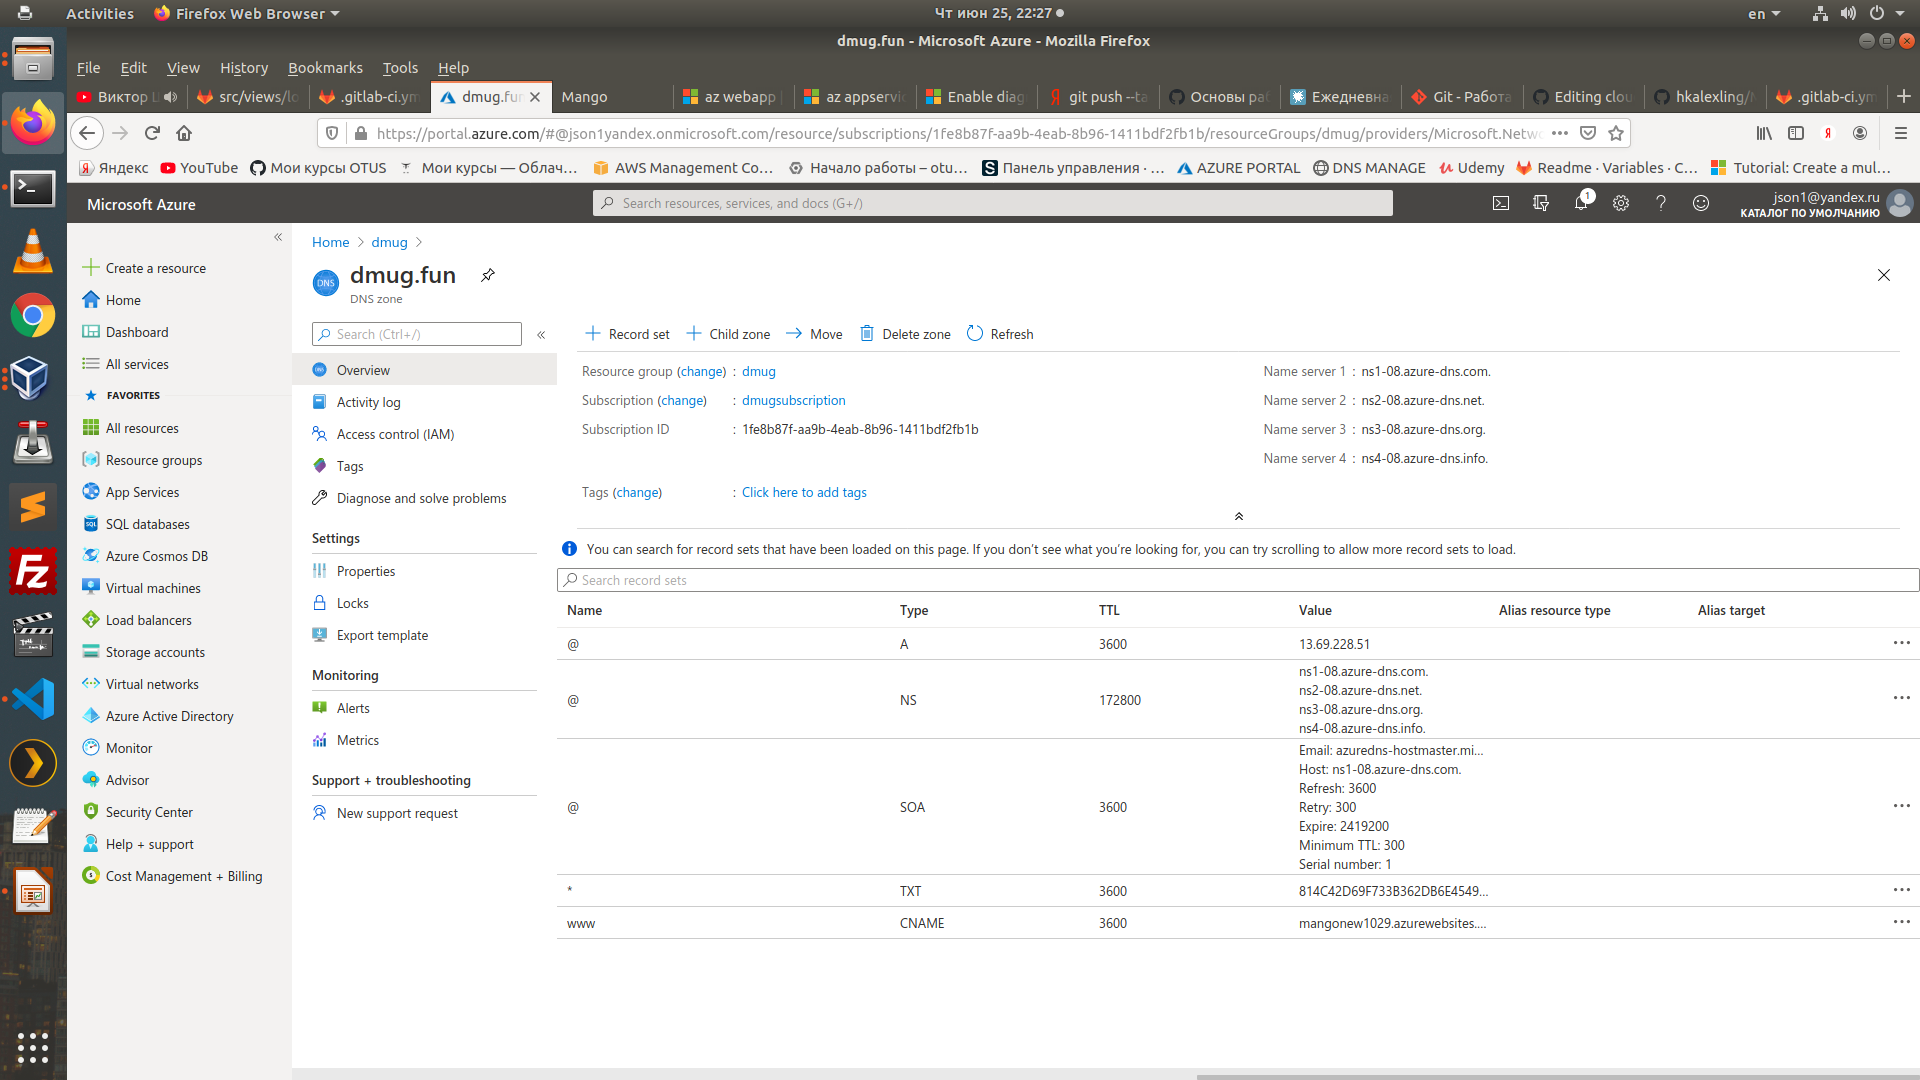 Activities
Firefox Web Browser
Чт июн 25, 22:27
en
dmug.fun - Microsoft Azure - Mozilla Firefox
File Edit View History Bookmarks Tools Help
Виктор
src/views/lo
.gitlab-ci.ym
dmug.fun
Mango
az webapp
az appservic
Enable diag
git push --ta
Основы ра
Ежедневна
Git - Работа
Editing clou
hkalexling/M
.gitlab-ci.ym
https://portal.azure.com/#@json1yandex.onmicrosoft.com/resource/subscriptions/1fe8b87f-aa9b-4eab-8b96-1411bdf2fb1b/resourceGroups/dmug/providers/Microsoft.Netwo
Яндекс
YouTube
Мои курсы OTUS
Мои курсы — Облач...
AWS Management Co...
Начало работы – otu...
Панель управления · ...
AZURE PORTAL
DNS MANAGE
Udemy
Readme · Variables · C...
Tutorial: Create a mul...
Microsoft Azure
Search resources, services, and docs (G+/)
1
json1@yandex.ru
КАТАЛОГ ПО УМОЛЧАНИЮ
Create a resource
Home
Dashboard
All services
FAVORITES
All resources
Resource groups
App Services
SQL databases
Azure Cosmos DB
Virtual machines
Load balancers
Storage accounts
Virtual networks
Azure Active Directory
Monitor
Advisor
Security Center
Help + support
Cost Management + Billing
Home > dmug >
DNS
dmug.fun
DNS zone
Search (Ctrl+/)
Overview
Activity log
Access control (IAM)
Tags
Diagnose and solve problems
Settings
Properties
Locks
Export template
Monitoring
Alerts
Metrics
Support + troubleshooting
New support request
Record set
Child zone
Move
Delete zone
Refresh
Resource group (change) : dmug
Subscription (change) : dmugsubscription
Subscription ID : 1fe8b87f-aa9b-4eab-8b96-1411bdf2fb1b
Tags (change) : Click here to add tags
Name server 1 : ns1-08.azure-dns.com.
Name server 2 : ns2-08.azure-dns.net.
Name server 3 : ns3-08.azure-dns.org.
Name server 4 : ns4-08.azure-dns.info.
You can search for record sets that have been loaded on this page. If you don't see what you're looking for, you can try scrolling to allow more record sets to load.
Search record sets
Name Type TTL Value Alias resource type Alias target
@ A 3600 13.69.228.51
@ NS 172800
ns1-08.azure-dns.com.
ns2-08.azure-dns.net.
ns3-08.azure-dns.org.
ns4-08.azure-dns.info.
@ SOA 3600
Email: azuredns-hostmaster.mi...
Host: ns1-08.azure-dns.com.
Refresh: 3600
Retry: 300
Expire: 2419200
Minimum TTL: 300
Serial number: 1
* TXT 3600 814C42D69F733B362DB6E4549...
www CNAME 3600 mangonew1029.azurewebsites....